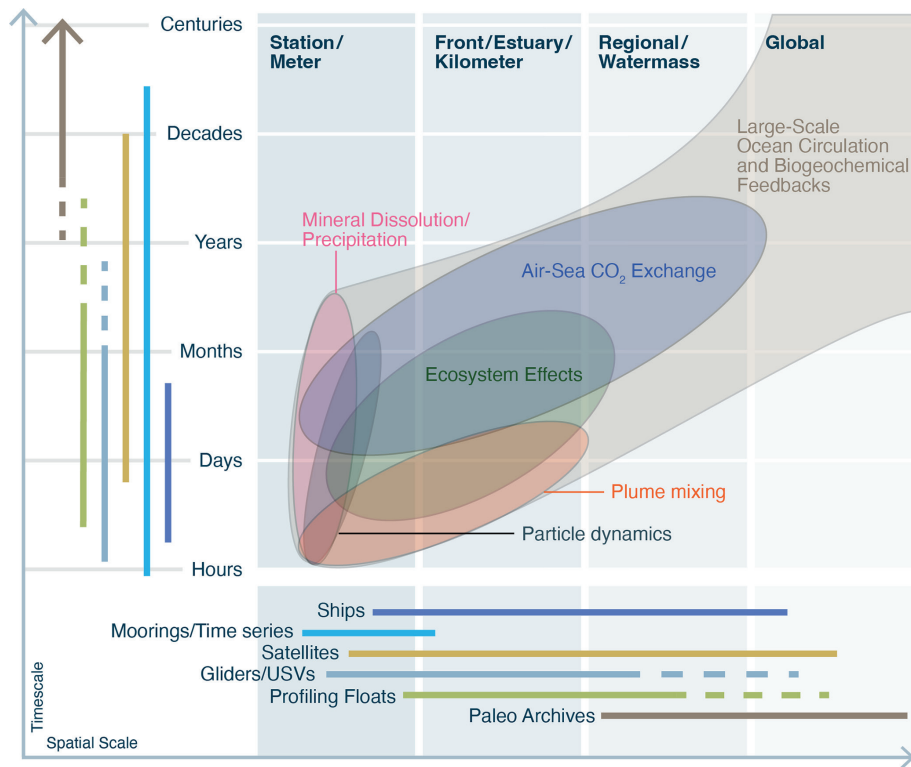 Centuries
Station/
Meter
Front/Estuary/
Kilometer
Regional/
Watermass
Global
Decades
Large-Scale
Ocean Circulation
and Biogeochemical
Feedbacks
Mineral Dissolution/
Precipitation
Years
Air-Sea CO₂ Exchange
Months
Ecosystem Effects
Days
Plume mixing
Particle dynamics
Hours
Ships
Moorings/Time series
Satellites
Gliders/USVs
Profiling Floats
Paleo Archives
Timescale
Spatial Scale